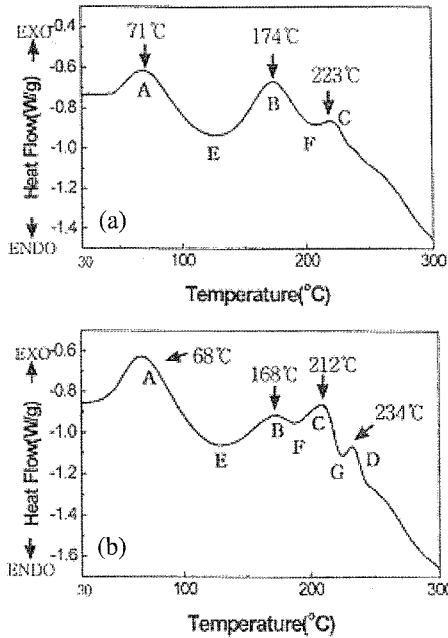 EXO
-0.4
-0.6
-0.8
-1.0
-1.2
-1.4
ENDO
Heat Flow(W/g)
71℃
174℃
223℃
A
B
C
E
F
(a)
30
100
200
300
Temperature(°C)
EXO
-0.6
-0.8
-1.0
-1.2
-1.4
-1.6
ENDO
Heat Flow(W/g)
68℃
168℃
212℃
234℃
A
B
C
D
E
F
G
(b)
30
100
200
300
Temperature(°C)